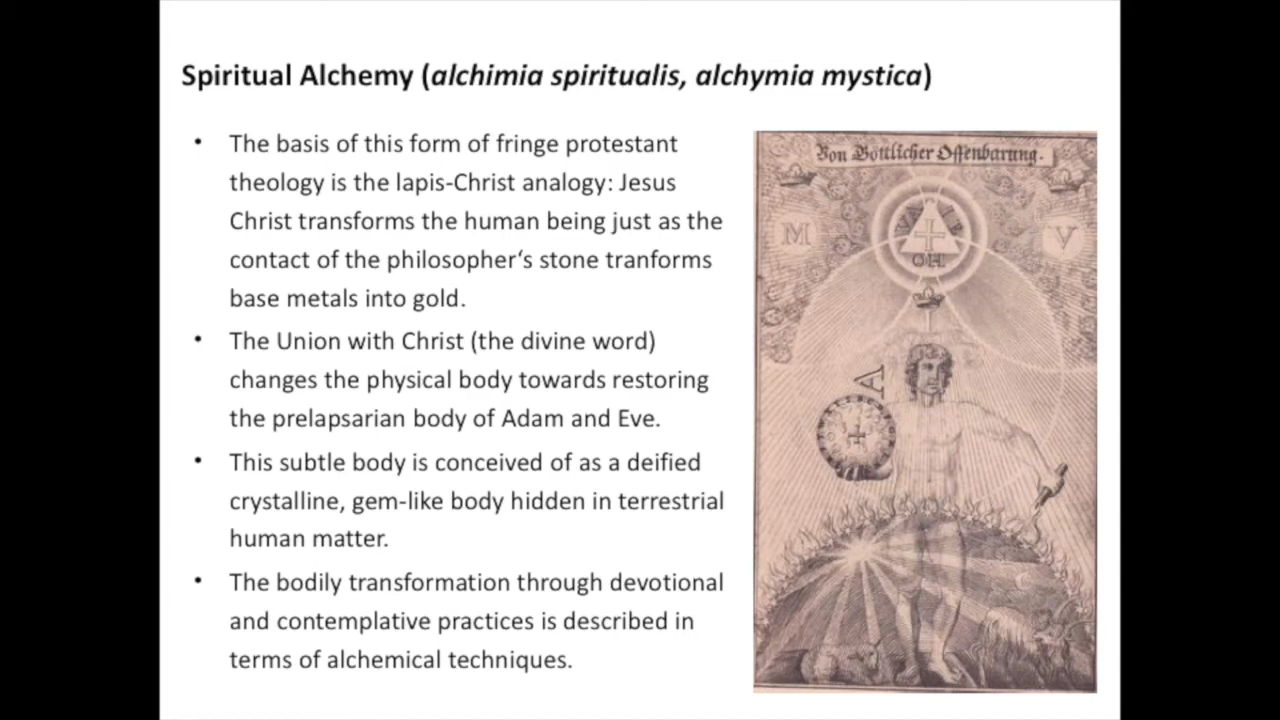 Spiritual Alchemy (alchimia spiritualis, alchymia mystica)
• The basis of this form of fringe protestant
theology is the lapis-Christ analogy: Jesus
Christ transforms the human being just as the
contact of the philosopher‘s stone tranforms
base metals into gold.
• The Union with Christ (the divine word)
changes the physical body towards restoring
the prelapsarian body of Adam and Eve.
• This subtle body is conceived of as a deified
crystalline, gem-like body hidden in terrestrial
human matter.
• The bodily transformation through devotional
and contemplative practices is described in
terms of alchemical techniques.
Von Göttlicher Offenbarung.
M
V
A